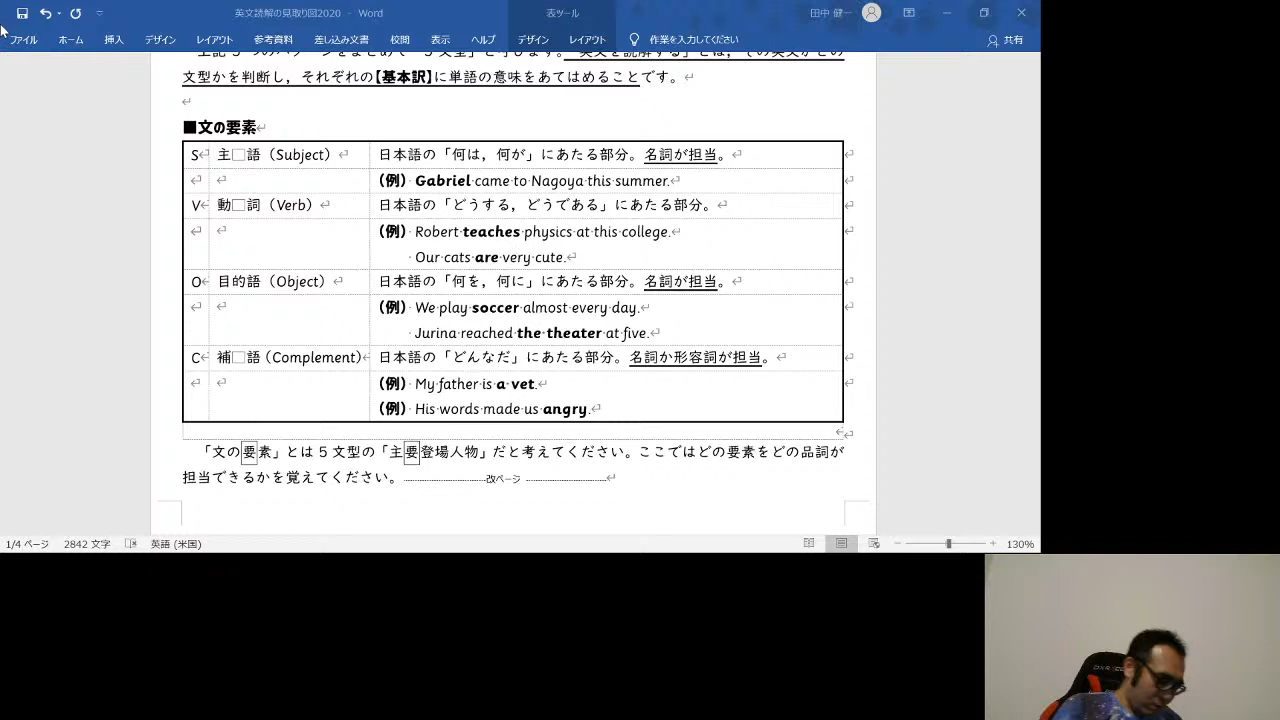 英文読解の見取り図2020 - Word
表ツール
田中 健一
ファイル ホーム 挿入 デザイン レイアウト 参考資料 差し込み文書 校閲 表示 ヘルプ デザイン レイアウト 作業を入力してください 共有
文型かを判断し，それぞれの【基本訳】に単語の意味をあてはめることです。
■文の要素
S 主□語（Subject） 日本語の「何は，何が」にあたる部分。名詞が担当。
（例）Gabriel came to Nagoya this summer.
V 動□詞（Verb） 日本語の「どうする，どうである」にあたる部分。
（例）Robert teaches physics at this college.
Our cats are very cute.
O 目的語（Object） 日本語の「何を，何に」にあたる部分。名詞が担当。
（例）We play soccer almost every day.
Jurina reached the theater at five.
C 補□語（Complement） 日本語の「どんなだ」にあたる部分。名詞か形容詞が担当。
（例）My father is a vet.
（例）His words made us angry.
「文の要素」とは 5 文型の「主要登場人物」だと考えてください。ここではどの要素をどの品詞が
担当できるかを覚えてください。 改ページ
1/4 ページ 2842 文字 英語 (米国) 130%